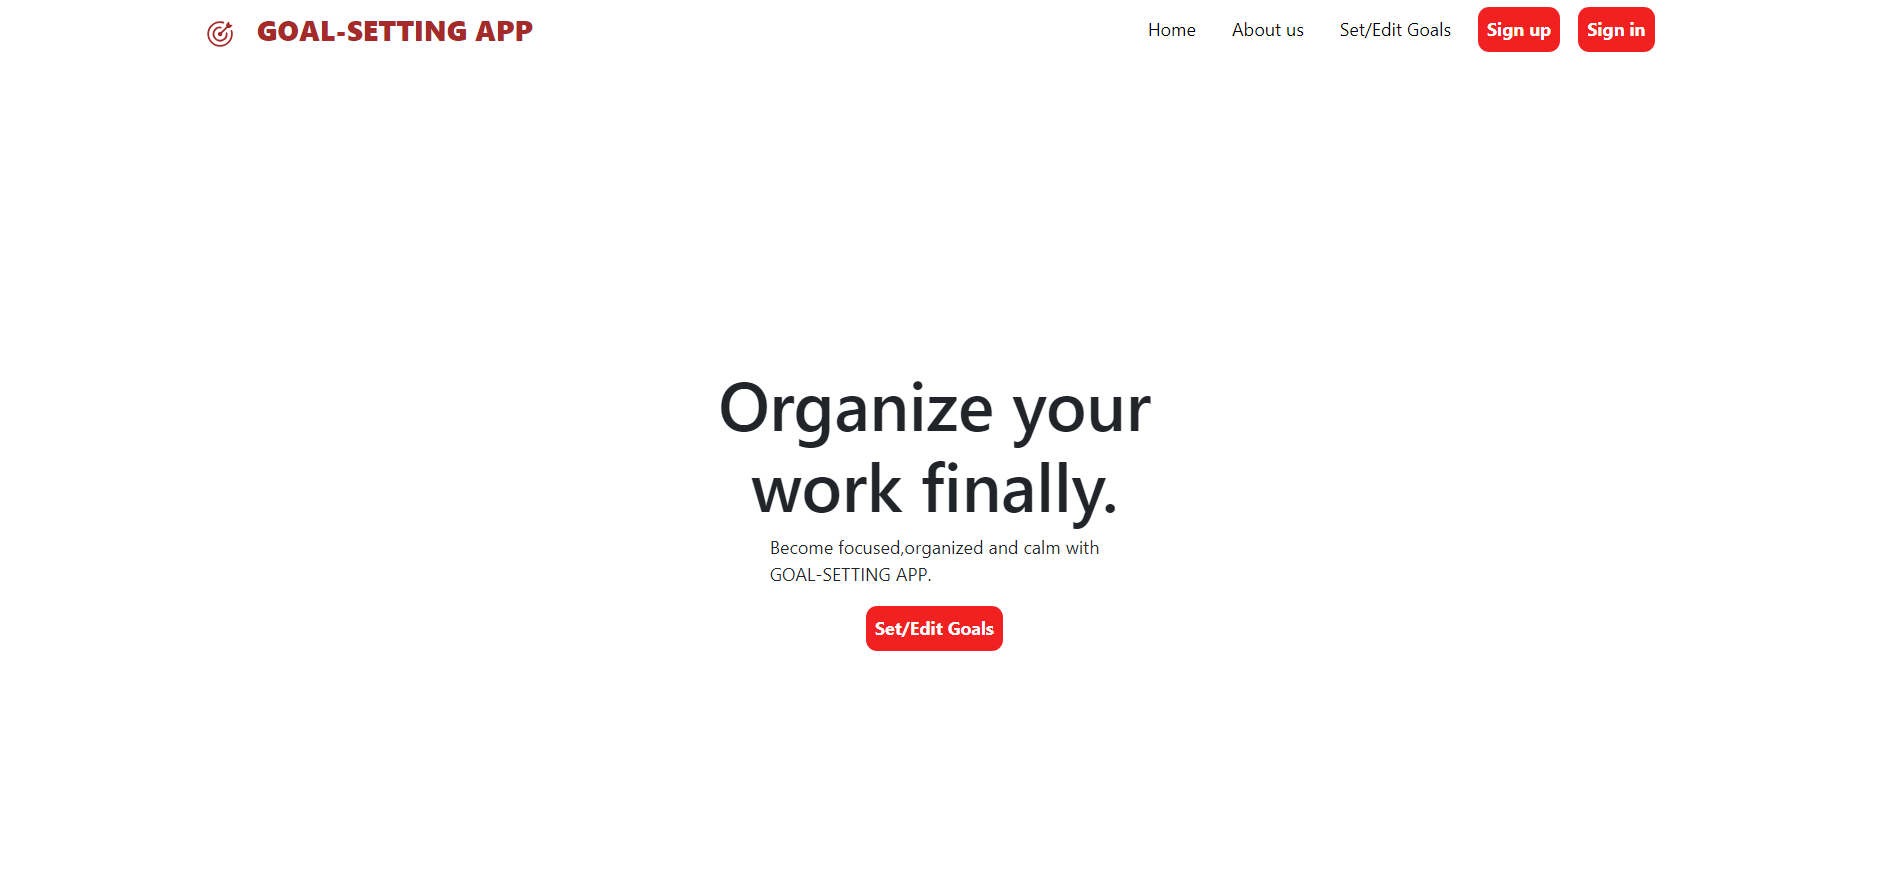 GOAL-SETTING APP
Home About us Set/Edit Goals Sign up Sign in
Organize your
work finally.
Become focused,organized and calm with
GOAL-SETTING APP.
Set/Edit Goals